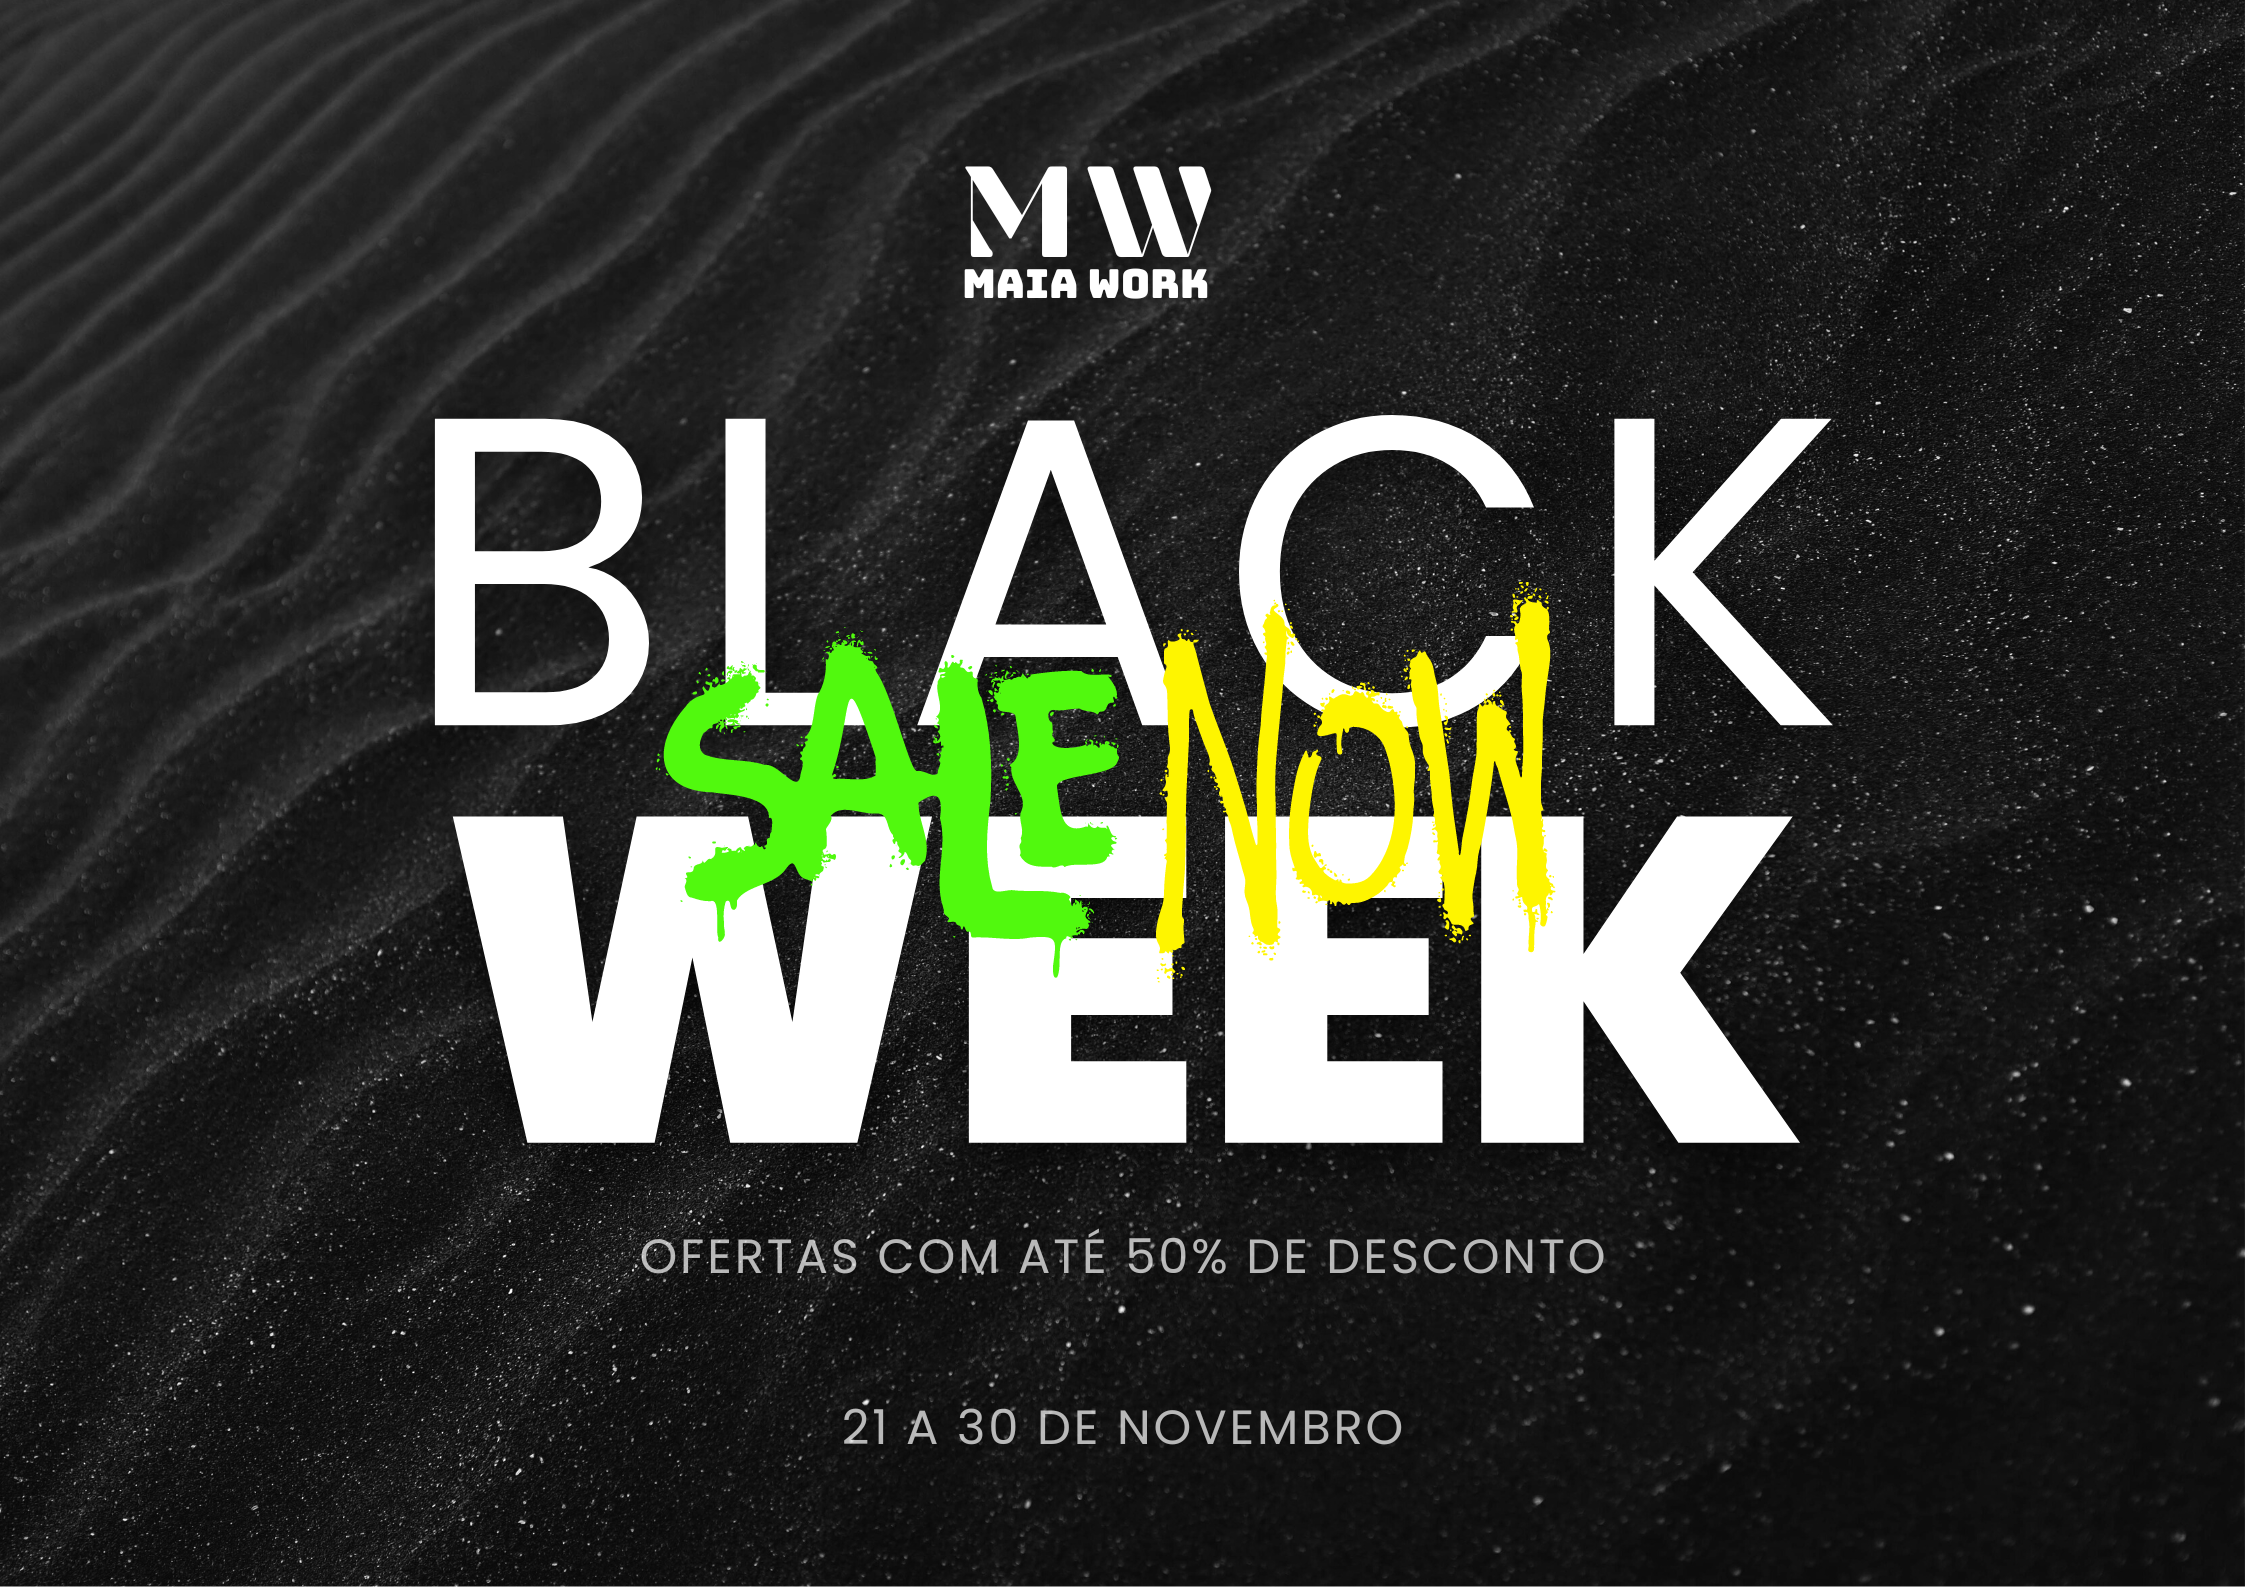 MW
MAIA WORK
BLACK
SALE NOW
WEEK
OFERTAS COM ATÉ 50% DE DESCONTO
21 A 30 DE NOVEMBRO